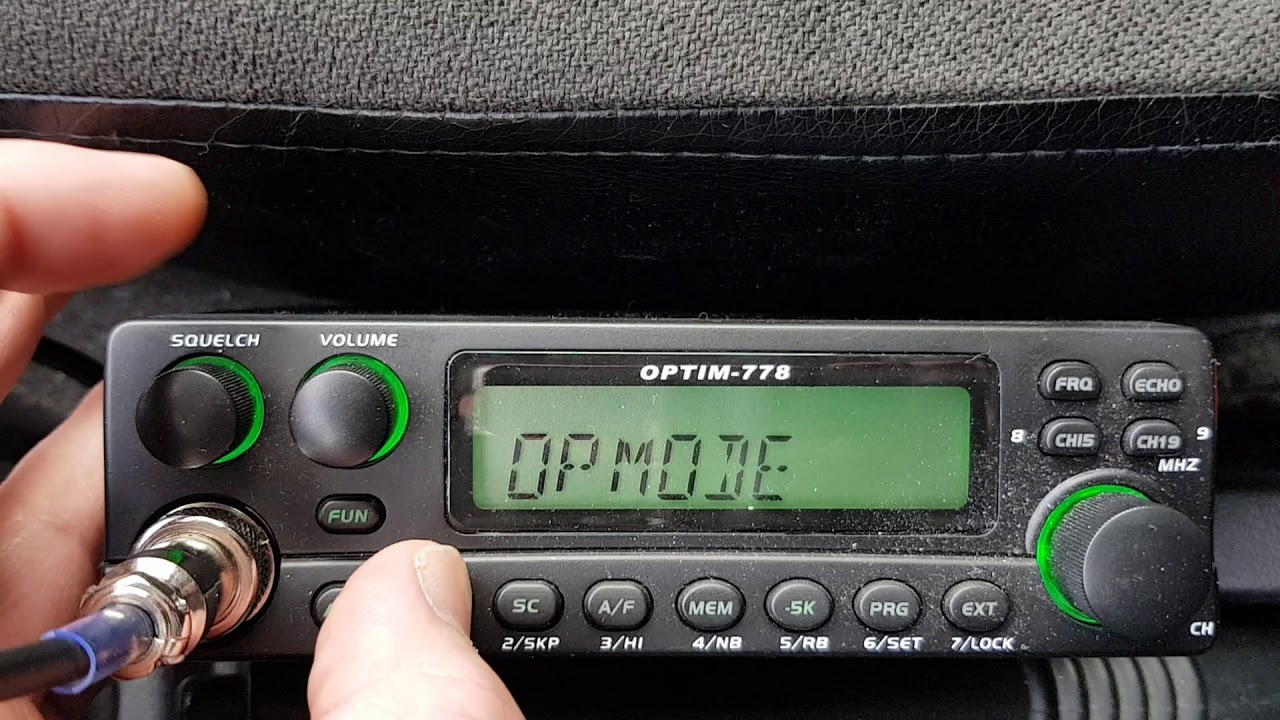 SQUELCH
VOLUME
OPTIM-778
OPMODE
FRQ
ECHO
8
CH15
CH19
9
MHZ
FUN
SC
A/F
MEM
-5K
PRG
EXT
2/SKP
3/HI
4/NB
5/RB
6/SET
7/LOCK
CH